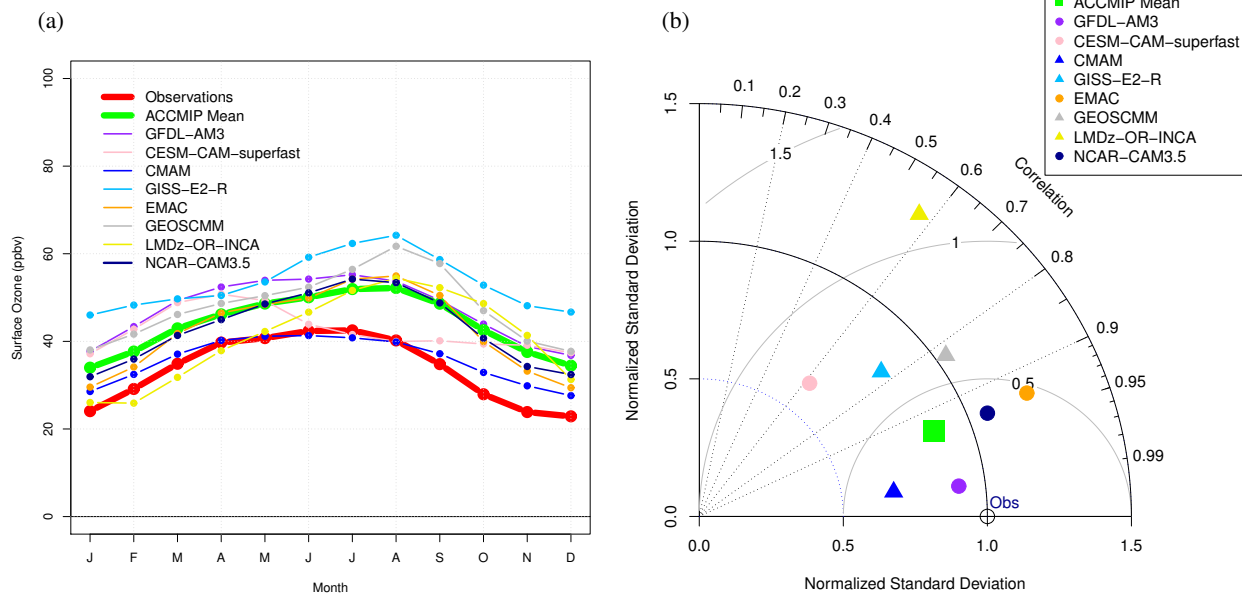 (a)
100
80
60
40
20
0
Surface Ozone (ppbv)
Observations
ACCMIP Mean
GFDL−AM3
CESM−CAM−superfast
CMAM
GISS−E2−R
EMAC
GEOSCMM
LMDz−OR−INCA
NCAR−CAM3.5
J F M A M J J A S O N D
Month
(b)
ACCMIP Mean
GFDL−AM3
CESM−CAM−superfast
CMAM
GISS−E2−R
EMAC
GEOSCMM
LMDz−OR−INCA
NCAR−CAM3.5
0.1 0.2 0.3 0.4 0.5 0.6 0.7 0.8 0.9 0.95 0.99
Correlation
1.5
1
0.5
Obs
1.5
1.0
0.5
0.0
Normalized Standard Deviation
0.0 0.5 1.0 1.5
Normalized Standard Deviation